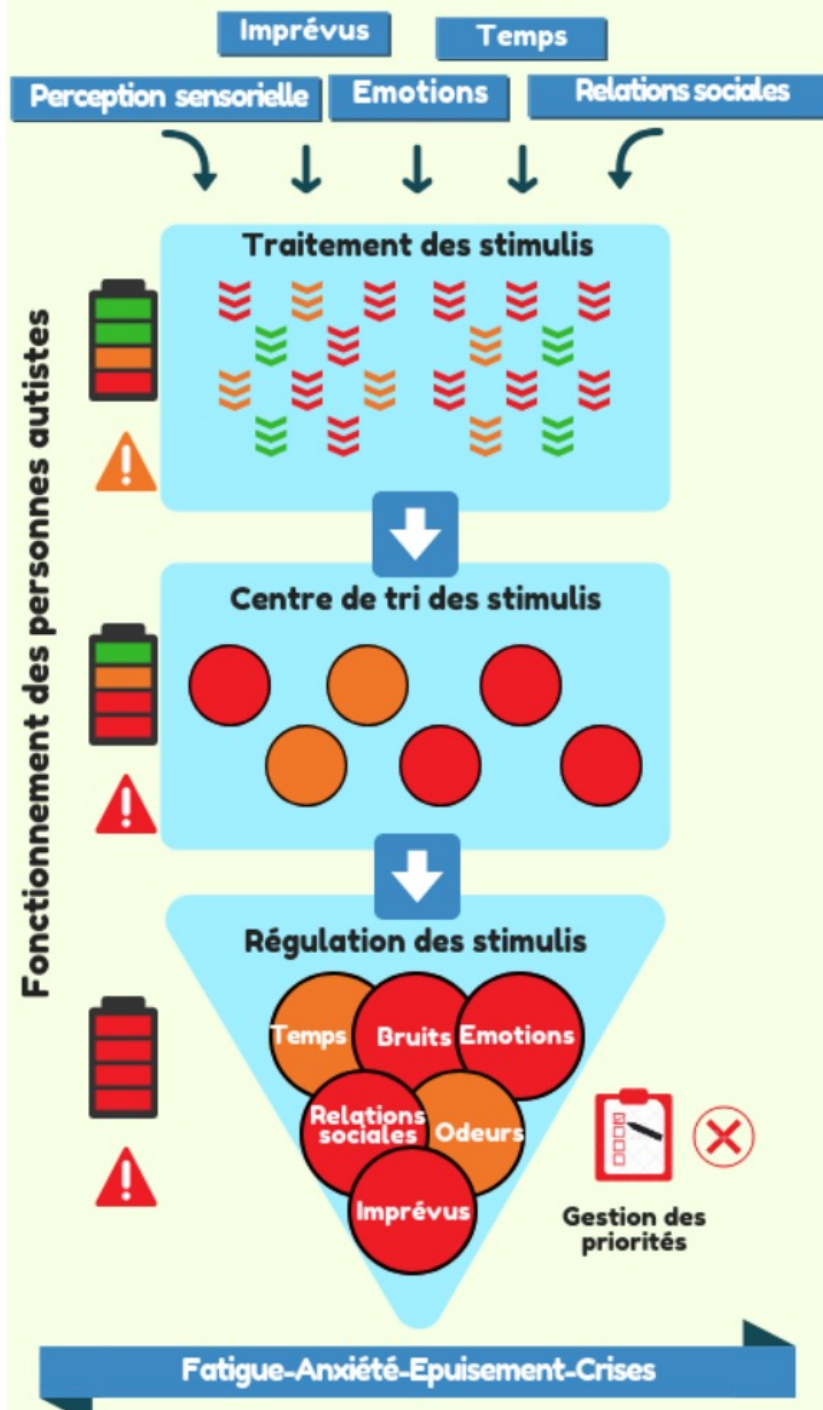 Imprévus
Temps
Perception sensorielle
Emotions
Relations sociales
Fonctionnement des personnes autistes
Traitement des stimulis
Centre de tri des stimulis
Régulation des stimulis
Temps
Bruits
Emotions
Relations
sociales
Odeurs
Imprévus
Gestion des
priorités
Fatigue-Anxiété-Epuisement-Crises